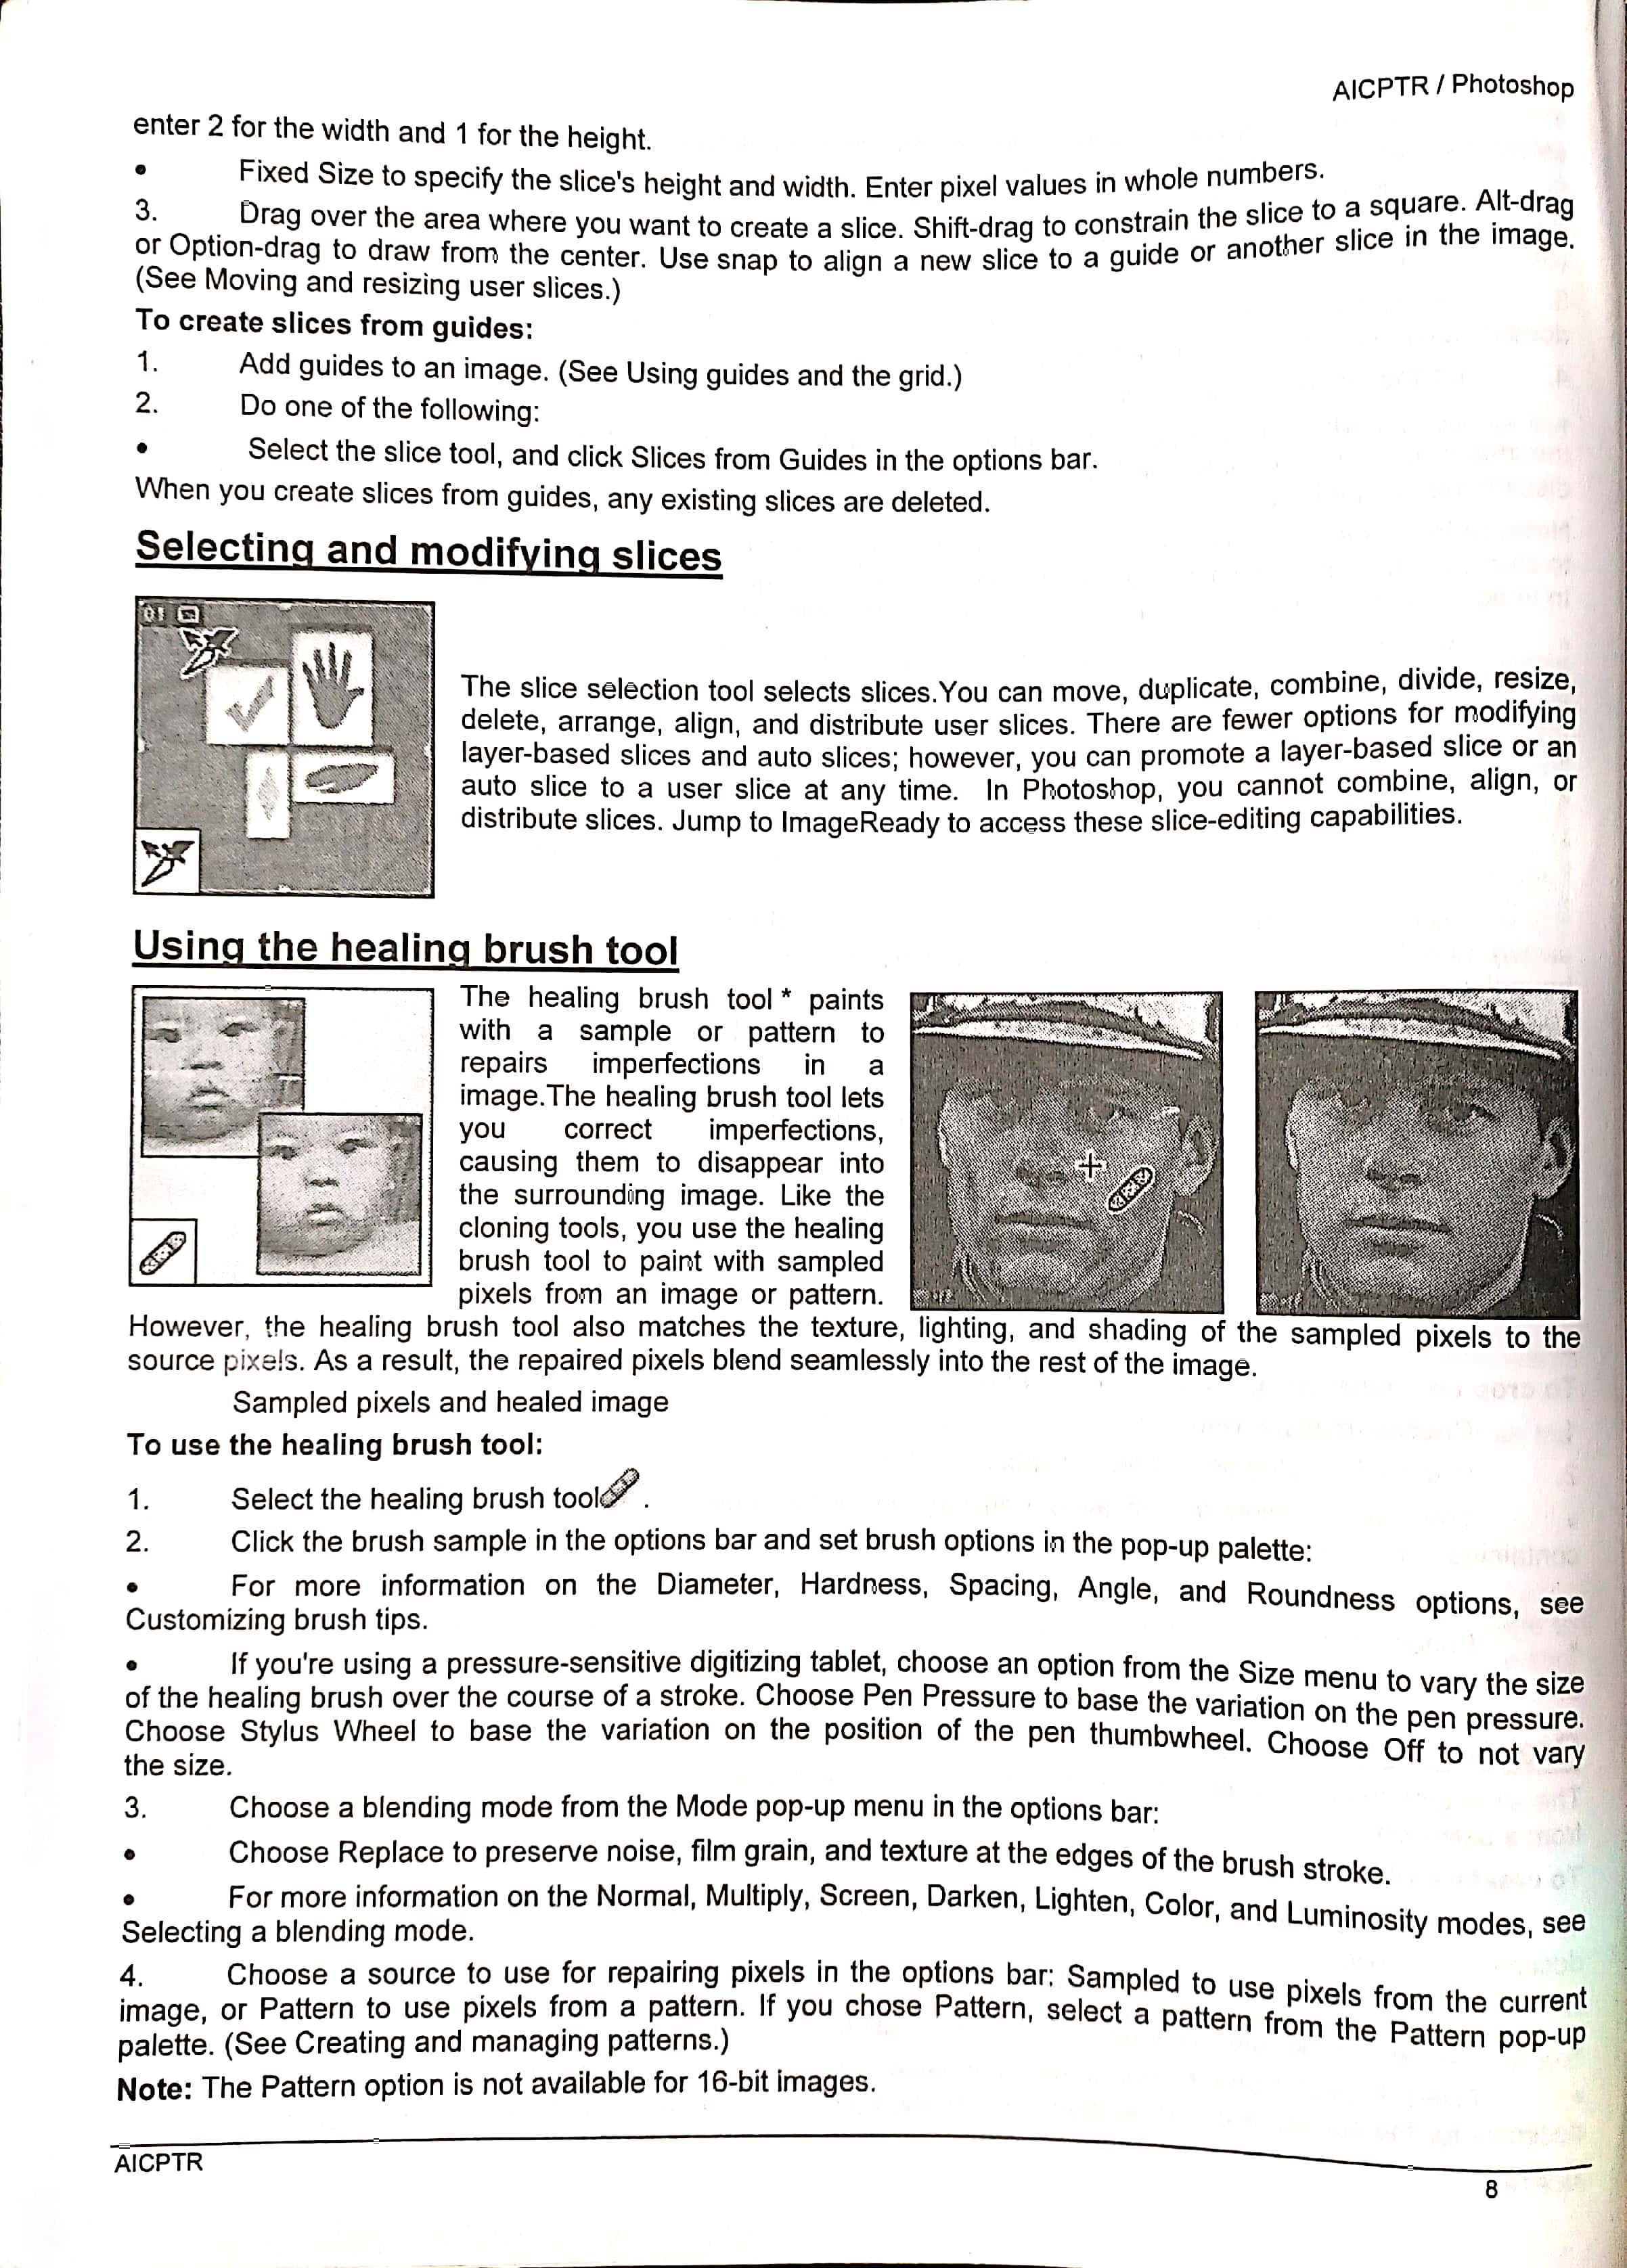 AICPTR / Photoshop
enter 2 for the width and 1 for the height.
• Fixed Size to specify the slice's height and width. Enter pixel values in whole numbers.
3. Drag over the area where you want to create a slice. Shift-drag to constrain the slice to a square. Alt-drag
or Option-drag to draw from the center. Use snap to align a new slice to a guide or another slice in the image.
(See Moving and resizing user slices.)
To create slices from guides:
1. Add guides to an image. (See Using guides and the grid.)
2. Do one of the following:
• Select the slice tool, and click Slices from Guides in the options bar.
When you create slices from guides, any existing slices are deleted.
Selecting and modifying slices
01
The slice selection tool selects slices.You can move, duplicate, combine, divide, resize,
delete, arrange, align, and distribute user slices. There are fewer options for modifying
layer-based slices and auto slices; however, you can promote a layer-based slice or an
auto slice to a user slice at any time. In Photoshop, you cannot combine, align, or
distribute slices. Jump to ImageReady to access these slice-editing capabilities.
Using the healing brush tool
The healing brush tool * paints
with a sample or pattern to
repairs imperfections in a
image.The healing brush tool lets
you correct imperfections,
causing them to disappear into
the surrounding image. Like the
cloning tools, you use the healing
brush tool to paint with sampled
pixels from an image or pattern.
However, the healing brush tool also matches the texture, lighting, and shading of the sampled pixels to the
source pixels. As a result, the repaired pixels blend seamlessly into the rest of the image.
Sampled pixels and healed image
To use the healing brush tool:
1. Select the healing brush tool .
2. Click the brush sample in the options bar and set brush options in the pop-up palette:
• For more information on the Diameter, Hardness, Spacing, Angle, and Roundness options, see
Customizing brush tips.
• If you're using a pressure-sensitive digitizing tablet, choose an option from the Size menu to vary the size
of the healing brush over the course of a stroke. Choose Pen Pressure to base the variation on the pen pressure.
Choose Stylus Wheel to base the variation on the position of the pen thumbwheel. Choose Off to not vary
the size.
3. Choose a blending mode from the Mode pop-up menu in the options bar:
• Choose Replace to preserve noise, film grain, and texture at the edges of the brush stroke.
• For more information on the Normal, Multiply, Screen, Darken, Lighten, Color, and Luminosity modes, see
Selecting a blending mode.
4. Choose a source to use for repairing pixels in the options bar: Sampled to use pixels from the current
image, or Pattern to use pixels from a pattern. If you chose Pattern, select a pattern from the Pattern pop-up
palette. (See Creating and managing patterns.)
Note: The Pattern option is not available for 16-bit images.
AICPTR
8